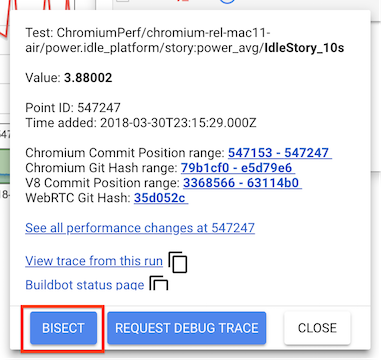 Test: ChromiumPerf/chromium-rel-mac11-
air/power.idle_platform/story:power_avg/IdleStory_10s
Value: 3.88002
Point ID: 547247
Time added: 2018-03-30T23:15:29.000Z
Chromium Commit Position range: 547153 - 547247
Chromium Git Hash range: 79b1cf0 - e5d79e6
V8 Commit Position range: 3368566 - 63114b0
WebRTC Git Hash: 35d052c
See all performance changes at 547247
View trace from this run
Buildbot status page
BISECT
REQUEST DEBUG TRACE
CLOSE